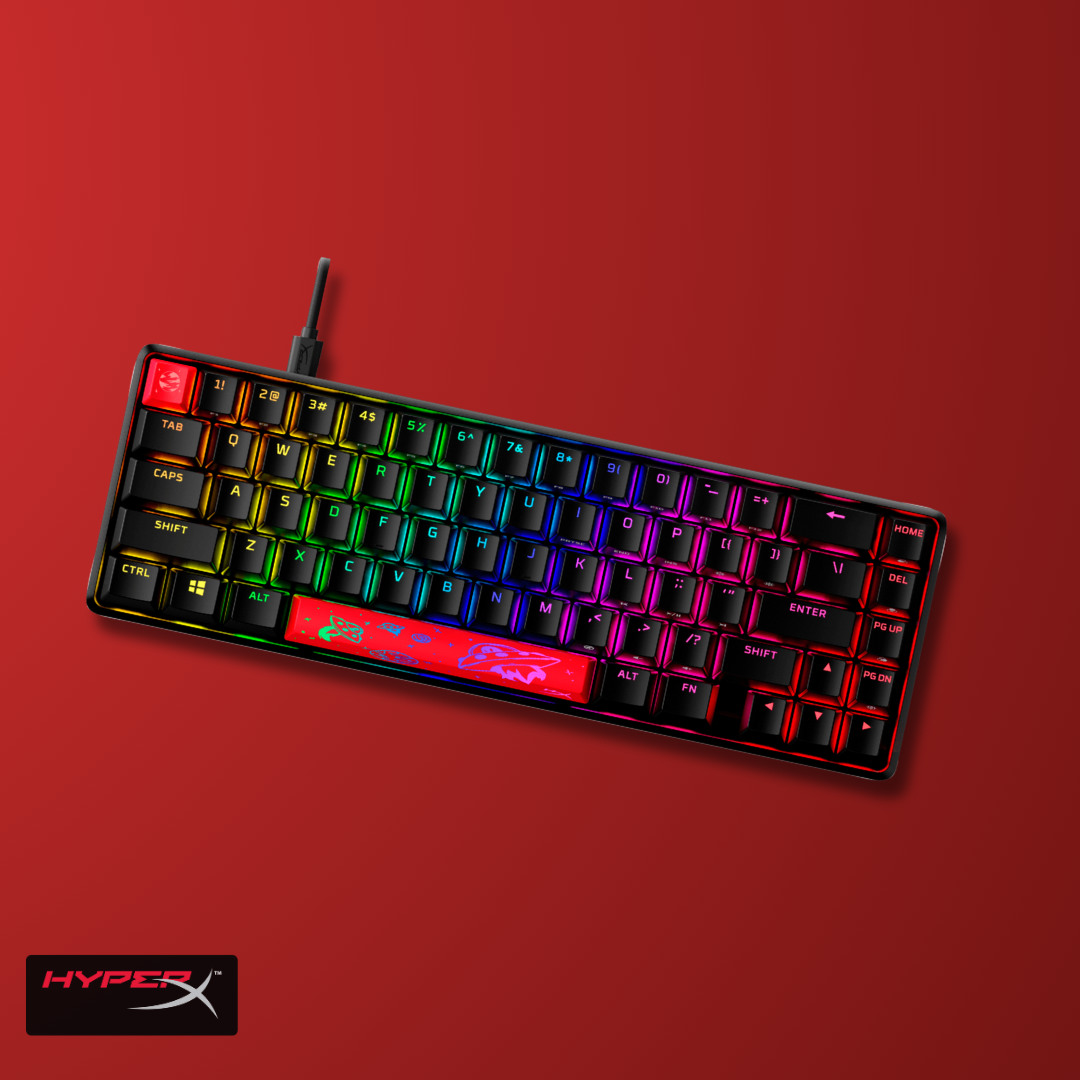 1! 2@ 3# 4$ 5% 6^ 7& 8* 9( 0) -_ =+ ← HOME
TAB Q W E R T Y U I O P [{ ]} \| DEL
CAPS A S D F G H J K L ;: '" ENTER PG UP
SHIFT Z X C V B N M ,< .> /? SHIFT ▲ PG DN
CTRL ALT ALT FN ◄ ▼ ►
HYPERX™